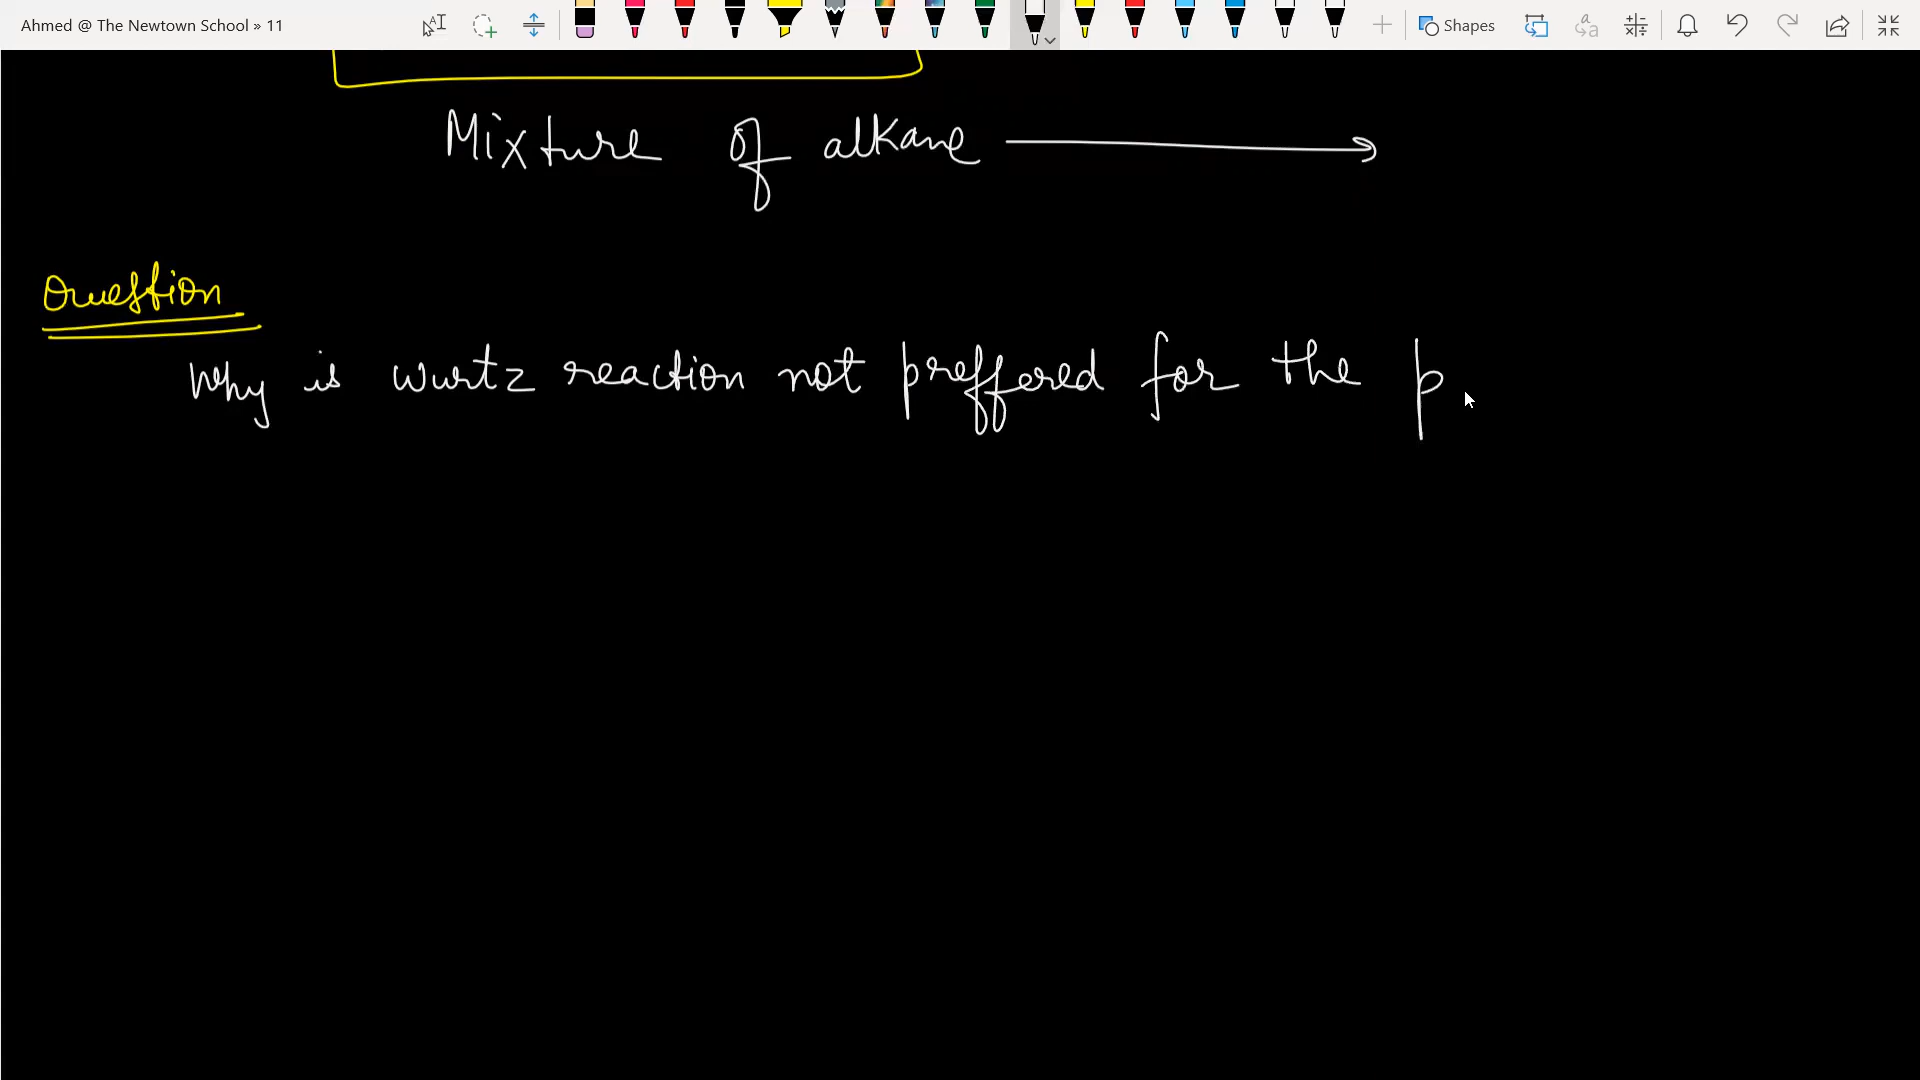 Ahmed @ The Newtown School » 11
Shapes
Mixture of alkane
Question
Why is wurtz reaction not preffered for the p